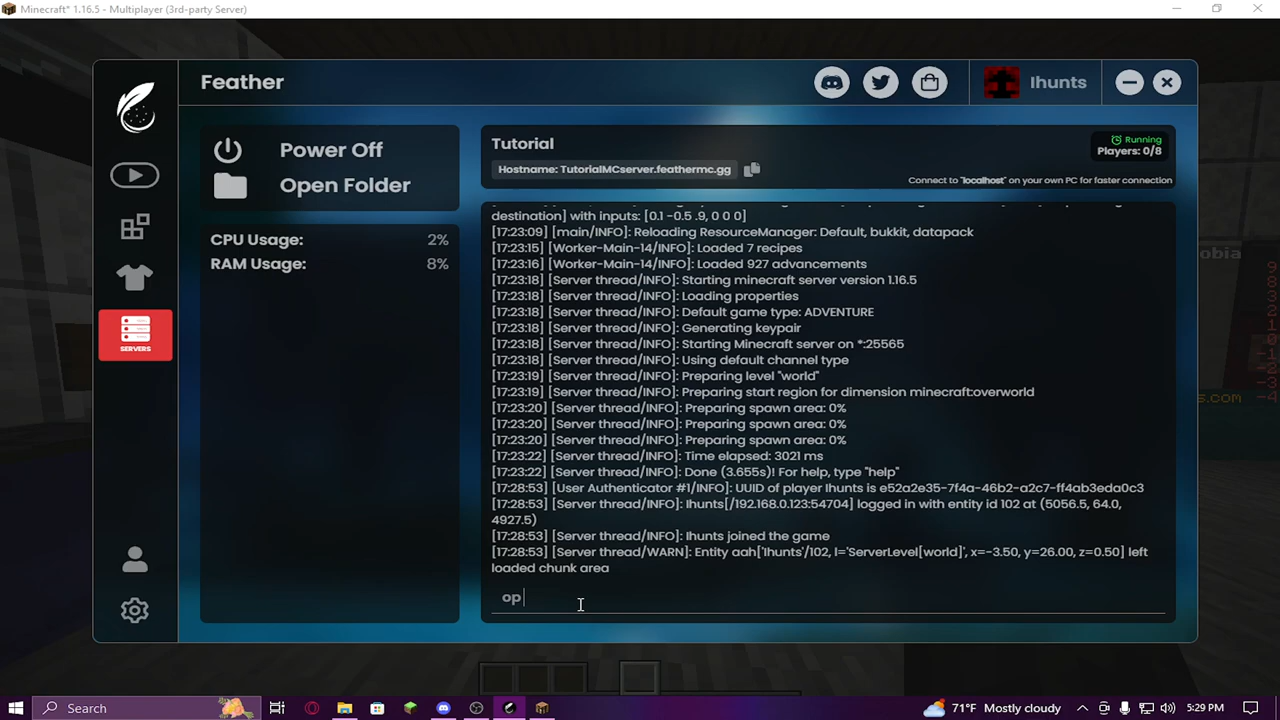 Minecraft* 1.16.5 - Multiplayer (3rd-party Server)
Feather
Ihunts
Power Off
Open Folder
CPU Usage: 2%
RAM Usage: 8%
SERVERS
Tutorial
Hostname: TutorialMCserver.feathermc.gg
Running
Players: 0/8
Connect to "localhost" on your own PC for faster connection
destination] with inputs: [0.1 -0.5 .9, 0 0 0]
[17:23:09] [main/INFO]: Reloading ResourceManager: Default, bukkit, datapack
[17:23:15] [Worker-Main-14/INFO]: Loaded 7 recipes
[17:23:16] [Worker-Main-14/INFO]: Loaded 927 advancements
[17:23:18] [Server thread/INFO]: Starting minecraft server version 1.16.5
[17:23:18] [Server thread/INFO]: Loading properties
[17:23:18] [Server thread/INFO]: Default game type: ADVENTURE
[17:23:18] [Server thread/INFO]: Generating keypair
[17:23:18] [Server thread/INFO]: Starting Minecraft server on *:25565
[17:23:18] [Server thread/INFO]: Using default channel type
[17:23:19] [Server thread/INFO]: Preparing level "world"
[17:23:19] [Server thread/INFO]: Preparing start region for dimension minecraft:overworld
[17:23:20] [Server thread/INFO]: Preparing spawn area: 0%
[17:23:20] [Server thread/INFO]: Preparing spawn area: 0%
[17:23:20] [Server thread/INFO]: Preparing spawn area: 0%
[17:23:22] [Server thread/INFO]: Time elapsed: 3021 ms
[17:23:22] [Server thread/INFO]: Done (3.655s)! For help, type "help"
[17:28:53] [User Authenticator #1/INFO]: UUID of player Ihunts is e52a2e35-7f4a-46b2-a2c7-ff4ab3eda0c3
[17:28:53] [Server thread/INFO]: Ihunts[/192.168.0.123:54704] logged in with entity id 102 at (5056.5, 64.0,
4927.5)
[17:28:53] [Server thread/INFO]: Ihunts joined the game
[17:28:53] [Server thread/WARN]: Entity aah['Ihunts'/102, l='ServerLevel[world]', x=-3.50, y=26.00, z=0.50] left
loaded chunk area
op
obia
s.com
Search
71°F Mostly cloudy
5:29 PM